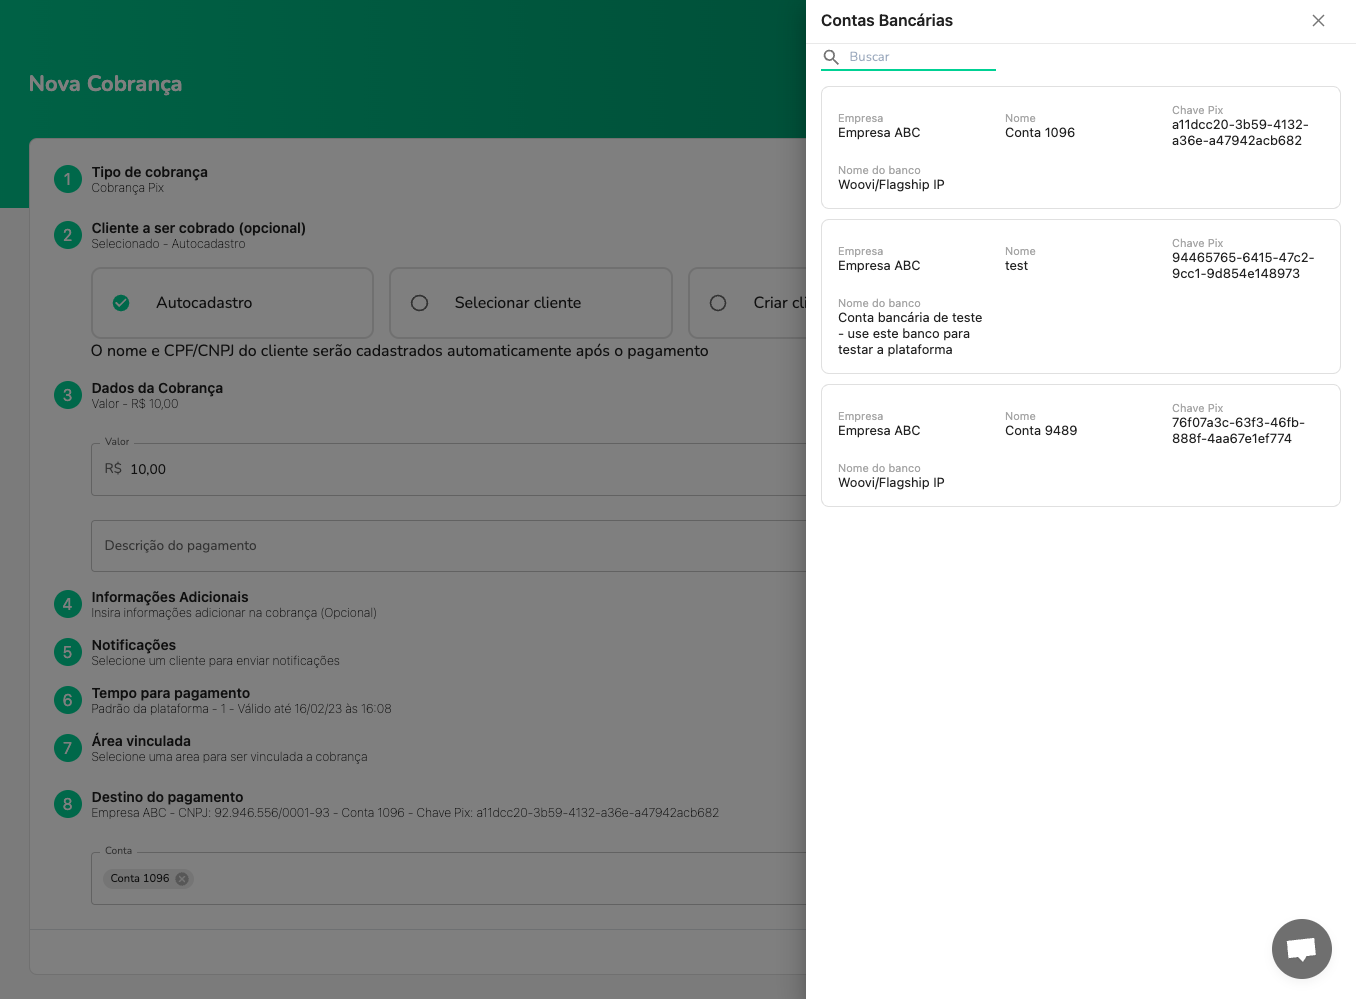 Nova Cobrança
1
Tipo de cobrança
Cobrança Pix
2
Cliente a ser cobrado (opcional)
Selecionado - Autocadastro
Autocadastro
Selecionar cliente
Criar cli
O nome e CPF/CNPJ do cliente serão cadastrados automaticamente após o pagamento
3
Dados da Cobrança
Valor - R$ 10,00
Valor
R$ 10,00
Descrição do pagamento
4
Informações Adicionais
Insira informações adicionar na cobrança (Opcional)
5
Notificações
Selecione um cliente para enviar notificações
6
Tempo para pagamento
Padrão da plataforma - 1 - Válido até 16/02/23 às 16:08
7
Área vinculada
Selecione uma area para ser vinculada a cobrança
8
Destino do pagamento
Empresa ABC - CNPJ: 92.946.556/0001-93 - Conta 1096 - Chave Pix: a11dcc20-3b59-4132-a36e-a47942acb682
Conta
Conta 1096
Contas Bancárias
Buscar
Empresa
Empresa ABC
Nome
Conta 1096
Chave Pix
a11dcc20-3b59-4132-
a36e-a47942acb682
Nome do banco
Woovi/Flagship IP
Empresa
Empresa ABC
Nome
test
Chave Pix
94465765-6415-47c2-
9cc1-9d854e148973
Nome do banco
Conta bancária de teste
- use este banco para
testar a plataforma
Empresa
Empresa ABC
Nome
Conta 9489
Chave Pix
76f07a3c-63f3-46fb-
888f-4aa67e1ef774
Nome do banco
Woovi/Flagship IP